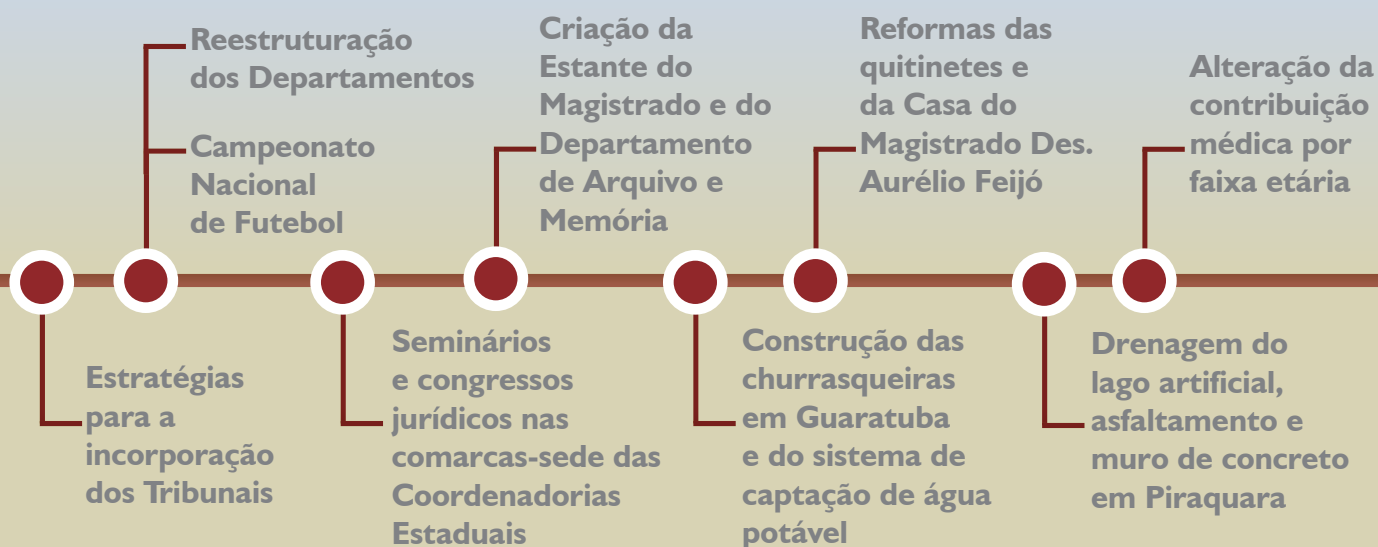 Reestruturação
dos Departamentos
Campeonato
Nacional
de Futebol
Criação da
Estante do
Magistrado e do
Departamento
de Arquivo e
Memória
Reformas das
quitinetes e
da Casa do
Magistrado Des.
Aurélio Feijó
Alteração da
contribuição
médica por
faixa etária
Estratégias
para a
incorporação
dos Tribunais
Seminários
e congressos
jurídicos nas
comarcas-sede das
Coordenadorias
Estaduais
Construção das
churrasqueiras
em Guaratuba
e do sistema de
captação de água
potável
Drenagem do
lago artificial,
asfaltamento e
muro de concreto
em Piraquara